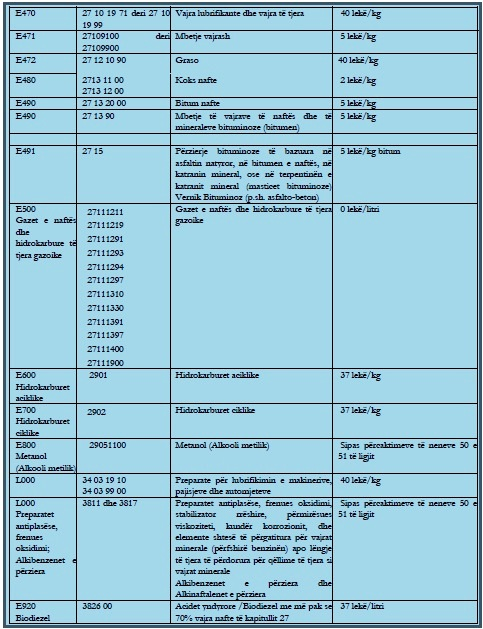 E470 27 10 19 71 deri 27 10 Vajra lubrifikante dhe vajra të tjera 40 lekë/kg
19 99
E471 27109100 deri Mbetje vajrash 5 lekë/kg
27109900
E472 27 12 10 90 Graso 40 lekë/kg
E480 2713 11 00 Koks nafte 2 lekë/kg
2713 12 00
E490 27 13 20 00 Bitum nafte 5 lekë/kg
E490 27 13 90 Mbetje të vajrave të naftës dhe të 5 lekë/kg
mineraleve bituminoze (bitumen)
E491 27 15 Përzierje bituminoze të bazuara në 5 lekë/kg bitum
asfaltin natyror, në bitumen e naftës, në
katranin mineral, ose në terpentinën e
katranit mineral (masticet bituminoze)
Vernik Bituminoz (p.sh. asfalto-beton)
E500 27111211 Gazet e naftës dhe hidrokarbure të tjera 0 lekë/litri
Gazet e naftës 27111219 gazoike
dhe 27111291
hidrokarbure të 27111293
tjera gazoike 27111294
27111297
27111310
27111330
27111391
27111397
27111400
27111900
E600 2901 Hidrokarburet aciklike 37 lekë/kg
Hidrokarburet
aciklike
E700 2902 Hidrokarburet ciklike 37 lekë/kg
Hidrokarburet
ciklike
E800 29051100 Metanol (Alkooli metilik) Sipas përcaktimeve të neneve 50 e
Metanol 51 të ligjit
(Alkooli metilik)
L000 34 03 19 10 Preparate për lubrifikimin e makinerive, 40 lekë/kg
34 03 99 00 pajisjeve dhe automjeteve
L000 3811 dhe 3817 Preparatet antiplasëse, frenues oksidimi, Sipas përcaktimeve të neneve 50 e
Preparatet stabilizator rrëshire, përmirësues 51 të ligjit
antiplasëse, viskoziteti, kundër korrozionit, dhe
frenues elemente shtesë të përgatitura për vajrat
oksidimi; minerale (përfshirë benzinën) apo lëngje
Alkibenzenet e të tjera të përdorura për qëllime të tjera si
përziera vajrat minerale
Alkibenzenet e përziera dhe
Alkinaftalenet e përziera
E920 3826 00 Acidet yndyrore /Biodiezel me më pak se 37 lekë/litri
Biodiezel 70% vajra nafte të kapitullit 27